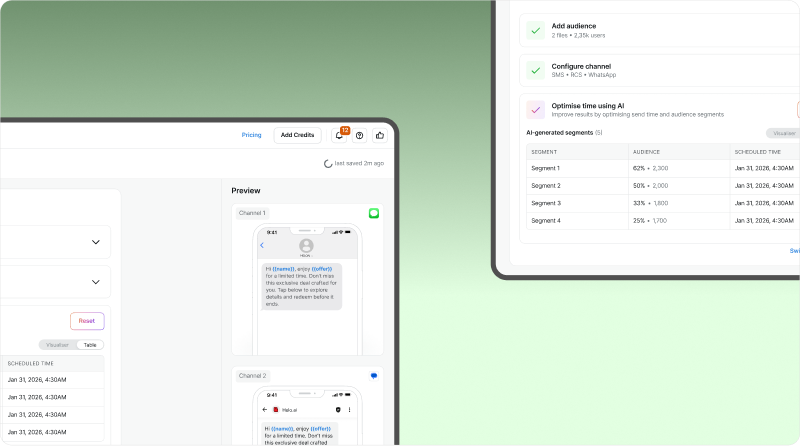 Pricing
Add Credits
12
last saved 2m ago
Reset
Visualiser
Table
SCHEDULED TIME
Jan 31, 2026, 4:30AM
Jan 31, 2026, 4:30AM
Jan 31, 2026, 4:30AM
Jan 31, 2026, 4:30AM
Preview
Channel 1
9:41
Hi {{name}}, enjoy {{offer}}
for a limited time. Don't miss
this exclusive deal crafted for
you. Tap below to explore
details and redeem before it
ends.
Channel 2
9:41
Helo.ai
Hi {{name}}, enjoy {{offer}}
for a limited time. Don't miss
this exclusive deal crafted
Add audience
2 files • 2,35k users
Configure channel
SMS • RCS • WhatsApp
Optimise time using AI
Improve results by optimising send time and audience segments.
AI-generated segments (5)
Visualiser
SEGMENT AUDIENCE SCHEDULED TIME
Segment 1 62% • 2,300 Jan 31, 2026, 4:30AM
Segment 2 50% • 2,000 Jan 31, 2026, 4:30AM
Segment 3 33% • 1,800 Jan 31, 2026, 4:30AM
Segment 4 25% • 1,700 Jan 31, 2026, 4:30AM